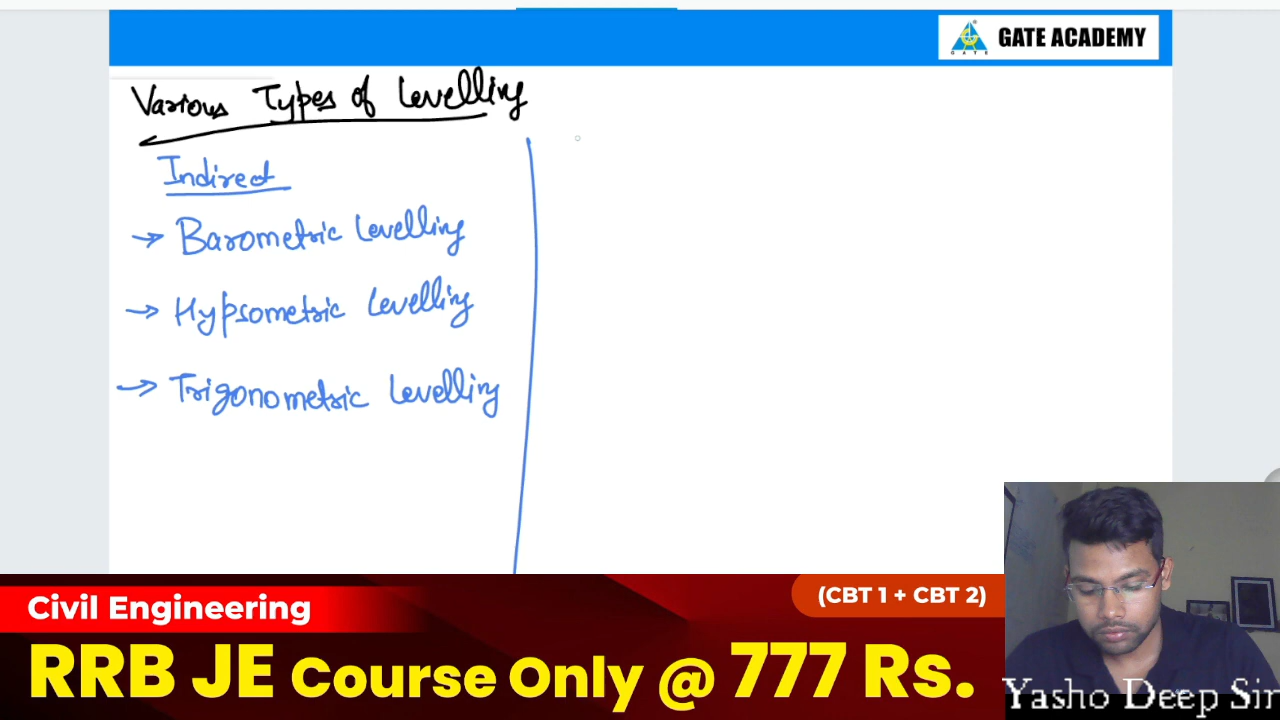 GATE ACADEMY
GATE
Various Types of Levelling
Indirect
→ Barometric Levelling
→ Hypsometric Levelling
→ Trigonometric Levelling
Civil Engineering
(CBT 1 + CBT 2)
RRB JE Course Only @ 777 Rs.
Yasho Deep Sir